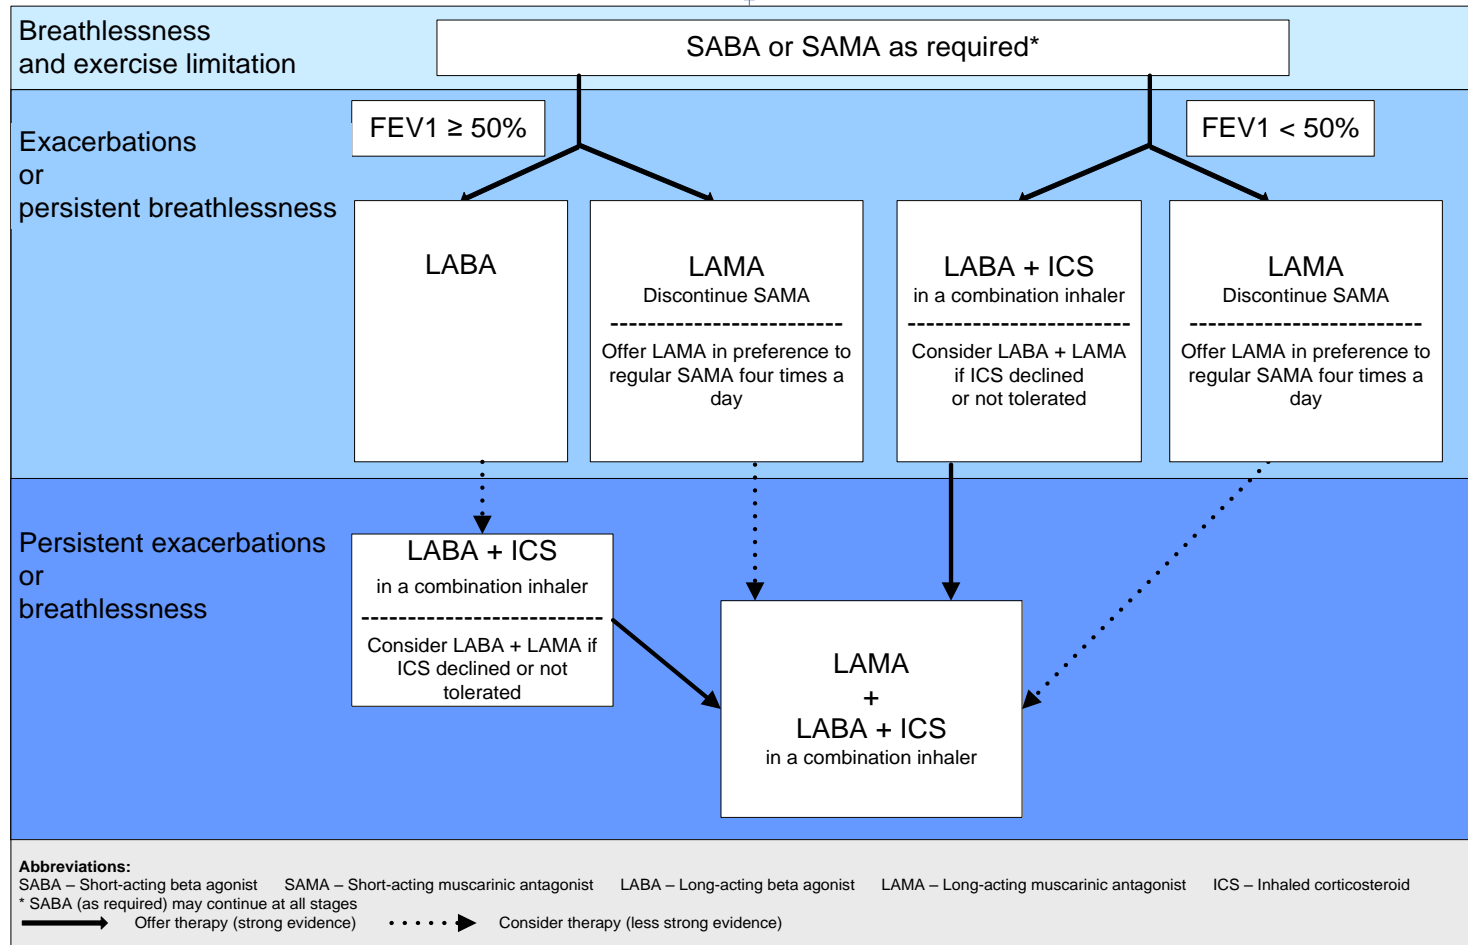 Breathlessness
and exercise limitation
SABA or SAMA as required*
Exacerbations
or
persistent breathlessness
FEV1 ≥ 50%
FEV1 < 50%
LABA
LAMA
Discontinue SAMA
Offer LAMA in preference to
regular SAMA four times a
day
LABA + ICS
in a combination inhaler
Consider LABA + LAMA
if ICS declined
or not tolerated
LAMA
Discontinue SAMA
Offer LAMA in preference to
regular SAMA four times a
day
Persistent exacerbations
or
breathlessness
LABA + ICS
in a combination inhaler
Consider LABA + LAMA if
ICS declined or not
tolerated
LAMA
+
LABA + ICS
in a combination inhaler
Abbreviations:
SABA – Short-acting beta agonist SAMA – Short-acting muscarinic antagonist LABA – Long-acting beta agonist LAMA – Long-acting muscarinic antagonist ICS – Inhaled corticosteroid
* SABA (as required) may continue at all stages
Offer therapy (strong evidence) Consider therapy (less strong evidence)